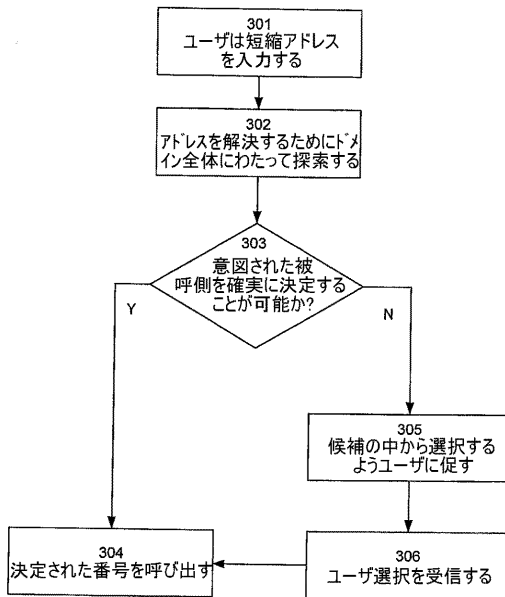 301
ユーザは短縮アドレス
を入力する
302
アドレスを解決するためにドメ
イン全体にわたって探索する
303
意図された被
呼側を確実に決定する
ことが可能か?
Y
N
305
候補の中から選択する
ようユーザに促す
304
決定された番号を呼び出す
306
ユーザ選択を受信する